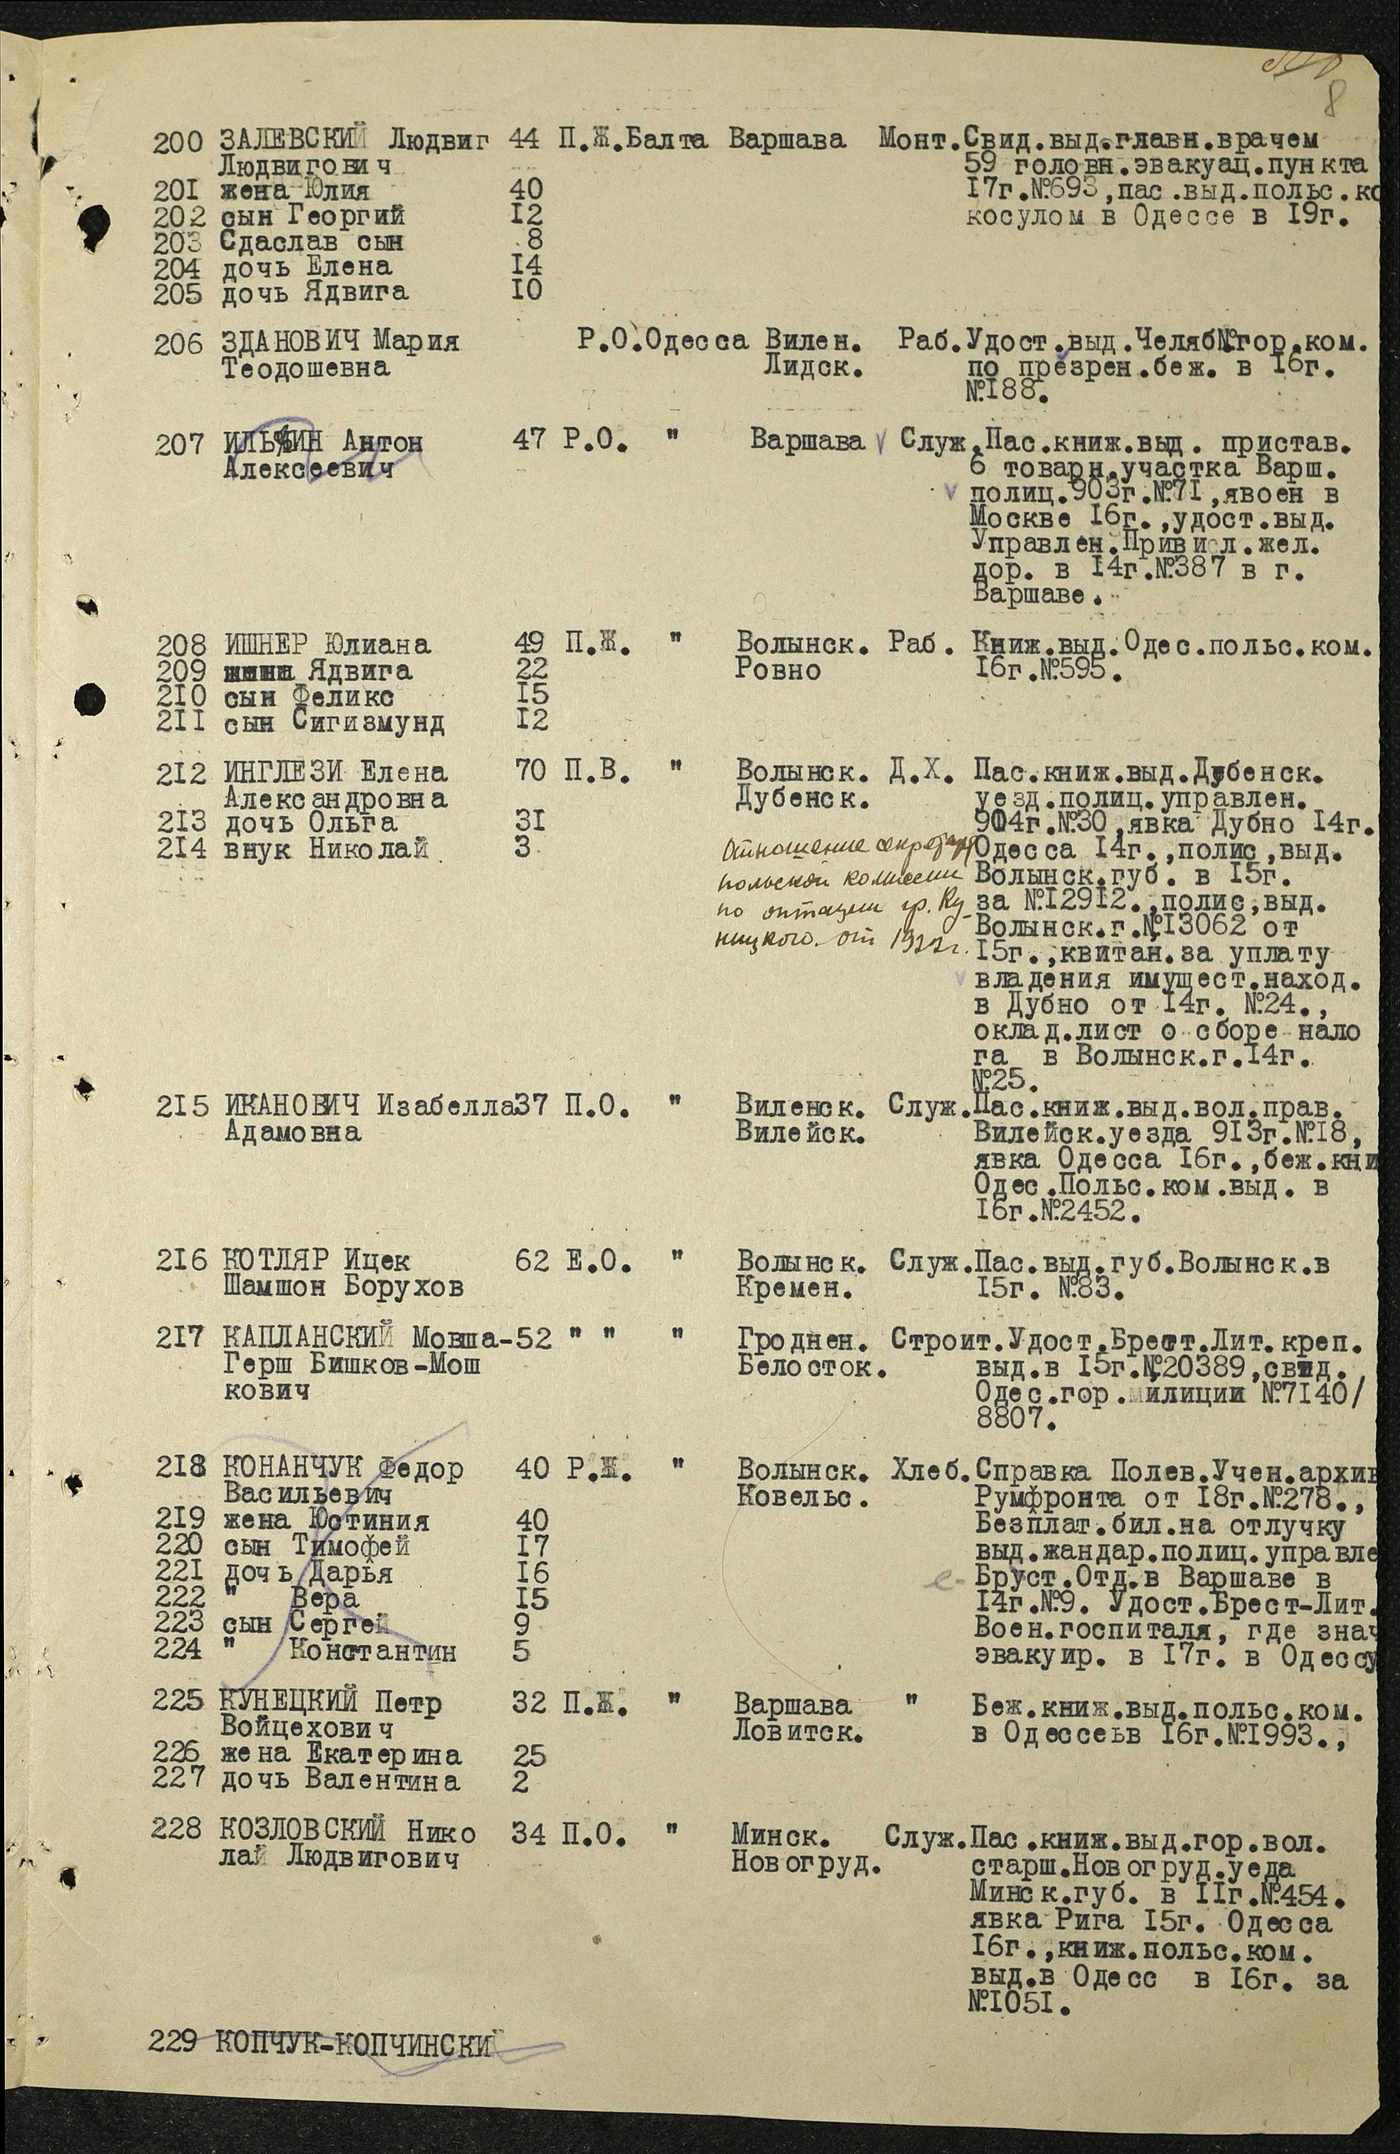 8
200 ЗАЛЕВСКИЙ Людвиг 44 П.Ж.Балта Варшава Монт.Свид.выд.главн.врачем
Людвигович 59 головн.эвакуац.пункта
201 жена Юлия 40 17г.№693,пас.выд.польс.ко
202 сын Георгий 12 косулом в Одессе в 19г.
203 Сдаслав сын 8
204 дочь Елена 14
205 дочь Ядвига 10
206 ЗДАНОВИЧ Мария Р.О.Одесса Вилен. Раб.Удост.выд.Челяб№гор.ком.
Теодошевна Лидск. по презрен.беж. в 16г.
№188.
207 ИЛЬИН Антон 47 Р.О. " Варшава Служ.Пас.книж.выд. пристав.
Алексеевич 6 товарн.участка Варш.
полиц.903г.№71,явоен в
Москве 16г.,удост.выд.
Управлен.Привисл.жел.
дор. в 14г.№387 в г.
Варшаве.
208 ИШНЕР Юлиана 49 П.Ж. " Волынск. Раб. Книж.выд.Одес.польс.ком.
209 Ядвига 22 Ровно 16г.№595.
210 сын Феликс 15
211 сын Сигизмунд 12
212 ИНГЛЕЗИ Елена 70 П.В. " Волынск. Д.Х. Пас.книж.выд.Дубенск.
Александровна Дубенск. уезд.полиц.управлен.
213 дочь Ольга 31 904г.№30,явка Дубно 14г.
214 внук Николай 3 Отношение секретаря Одесса 14г.,полис,выд.
польской комиссии Волынск.губ. в 15г.
по оптации гр. Ку- за №12912.,полис,выд.
ницкого от 1922г. Волынск.г.№13062 от
15г.,квитан.за уплату
владения имущест.наход.
в Дубно от 14г. №24.,
оклад.лист о сборе нало
га в Волынск.г.14г.
№25.
215 ИКАНОВИЧ Изабелла37 П.О. " Виленск. Служ.Пас.книж.выд.вол.прав.
Адамовна Вилейск. Вилейск.уезда 913г.№18,
явка Одесса 16г.,беж.кни
Одес.Польс.ком.выд. в
16г.№2452.
216 КОТЛЯР Ицек 62 Е.О. " Волынск. Служ.Пас.выд.губ.Волынск.в
Шамшон Борухов Кремен. 15г. №83.
217 КАПЛАНСКИЙ Мовша-52 " " " Гроднен. Строит.Удост.Брест.Лит.креп.
Герш Бишков-Мош Белосток. выд.в 15г.№20389,свид.
кович Одес.гор.милиции №7140/
8807.
218 КОНАНЧУК Федор 40 Р.Ж. " Волынск. Хлеб.Справка Полев.Учен.архив
Васильевич Ковельс. Румфронта от 18г.№278.,
219 жена Юстиния 40 Безплат.бил.на отлучку
220 сын Тимофей 17 выд.жандар.полиц.управле
221 дочь Дарья 16 Бруст.Отд.в Варшаве в
222 " Вера 15 14г.№9. Удост.Брест-Лит.
223 сын Сергей 9 Воен.госпиталя, где знач
224 " Константин 5 эвакуир. в 17г. в Одессу
225 КУНЕЦКИЙ Петр 32 П.Ж. " Варшава " Беж.книж.выд.польс.ком.
Войцехович Ловитск. в Одессеьв 16г.№1993.,
226 жена Екатерина 25
227 дочь Валентина 2
228 КОЗЛОВСКИЙ Нико 34 П.О. " Минск. Служ.Пас.книж.выд.гор.вол.
лай Людвигович Новогруд. старш.Новогруд.уеда
Минск.губ. в 11г.№454.
явка Рига 15г. Одесса
16г.,книж.польс.ком.
выд.в Одесс в 16г. за
№1051.
229 КОПЧУК-КОПЧИНСКИЙ